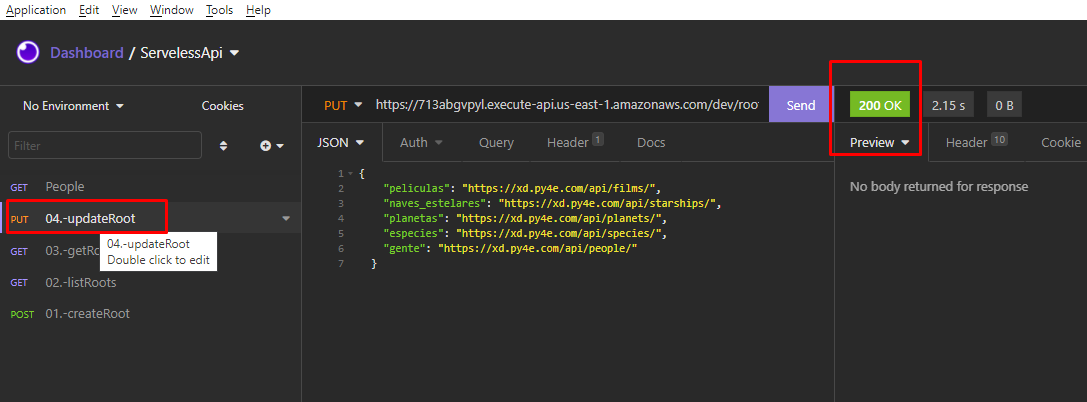 Application Edit View Window Tools Help
Dashboard / ServelessApi
No Environment Cookies
PUT https://713abgvpyl.execute-api.us-east-1.amazonaws.com/dev/root Send
200 OK 2.15 s 0 B
Filter
JSON Auth Query Header 1 Docs
Preview Header 10 Cookie
GET People
PUT 04.-updateRoot
GET 03.-getRo
04.-updateRoot
Double click to edit
GET 02.-listRoots
POST 01.-createRoot
1 {
2 "peliculas": "https://xd.py4e.com/api/films/",
3 "naves_estelares": "https://xd.py4e.com/api/starships/",
4 "planetas": "https://xd.py4e.com/api/planets/",
5 "especies": "https://xd.py4e.com/api/species/",
6 "gente": "https://xd.py4e.com/api/people/"
7 }
No body returned for response